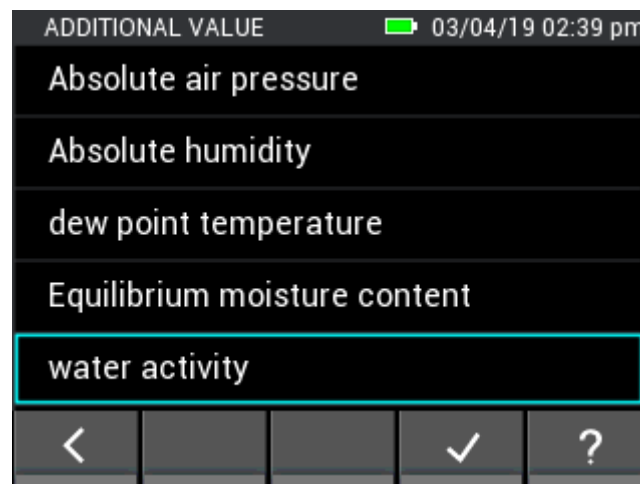 ADDITIONAL VALUE 03/04/19 02:39 pm
Absolute air pressure
Absolute humidity
dew point temperature
Equilibrium moisture content
water activity
?